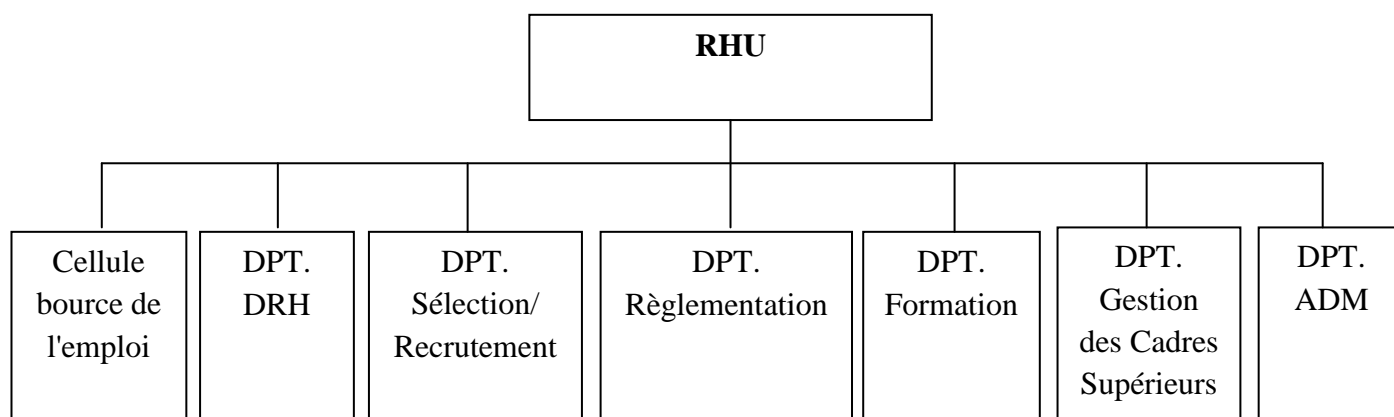 RHU
Cellule
bource de
l'emploi
DPT.
DRH
DPT.
Sélection/
Recrutement
DPT.
Règlementation
DPT.
Formation
DPT.
Gestion
des Cadres
Supérieurs
DPT.
ADM